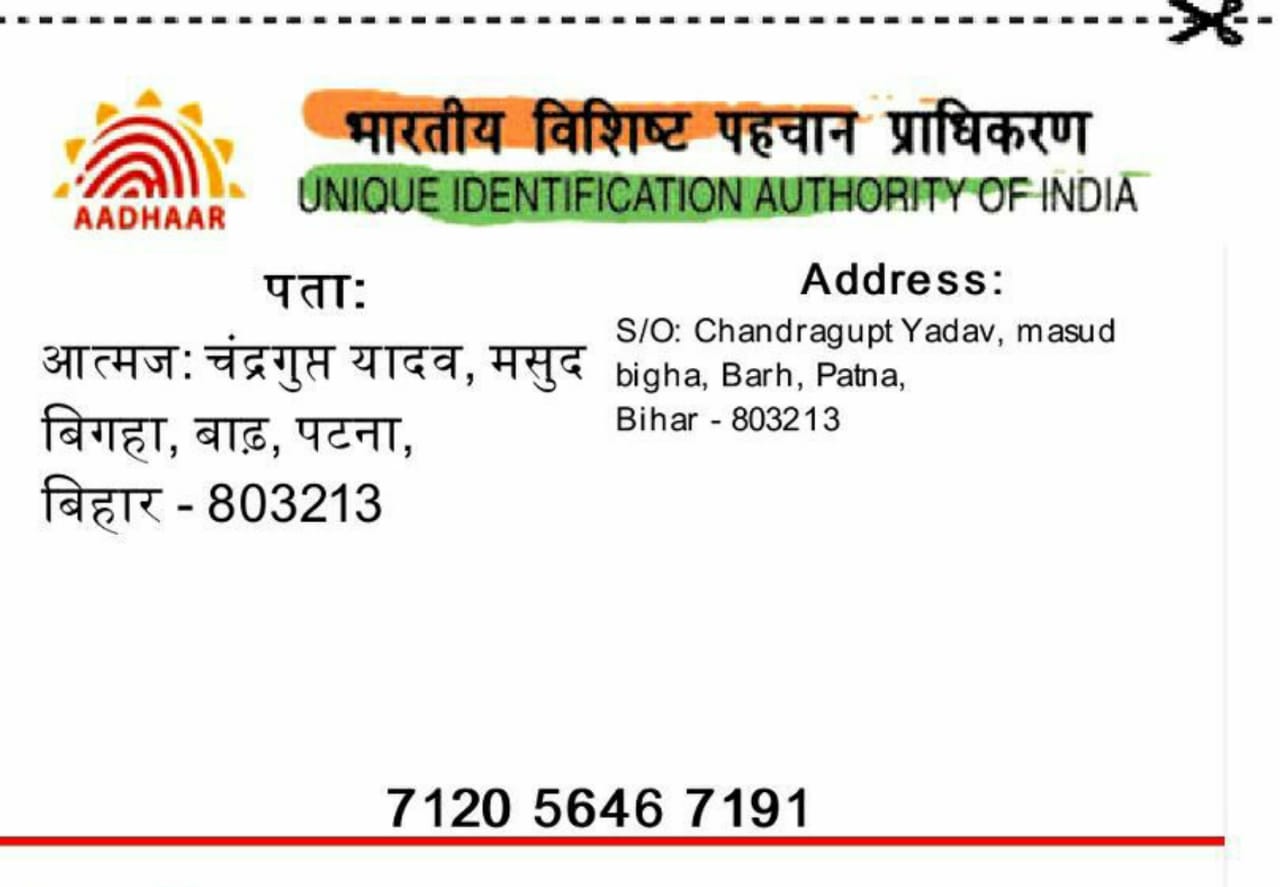 भारतीय विशिष्ट पहचान प्राधिकरण
UNIQUE IDENTIFICATION AUTHORITY OF INDIA
AADHAAR
पता:
आत्मज: चंद्रगुप्त यादव, मसुद
बिगहा, बाढ़, पटना,
बिहार - 803213
Address:
S/O: Chandragupt Yadav, masud
bigha, Barh, Patna,
Bihar - 803213
7120 5646 7191